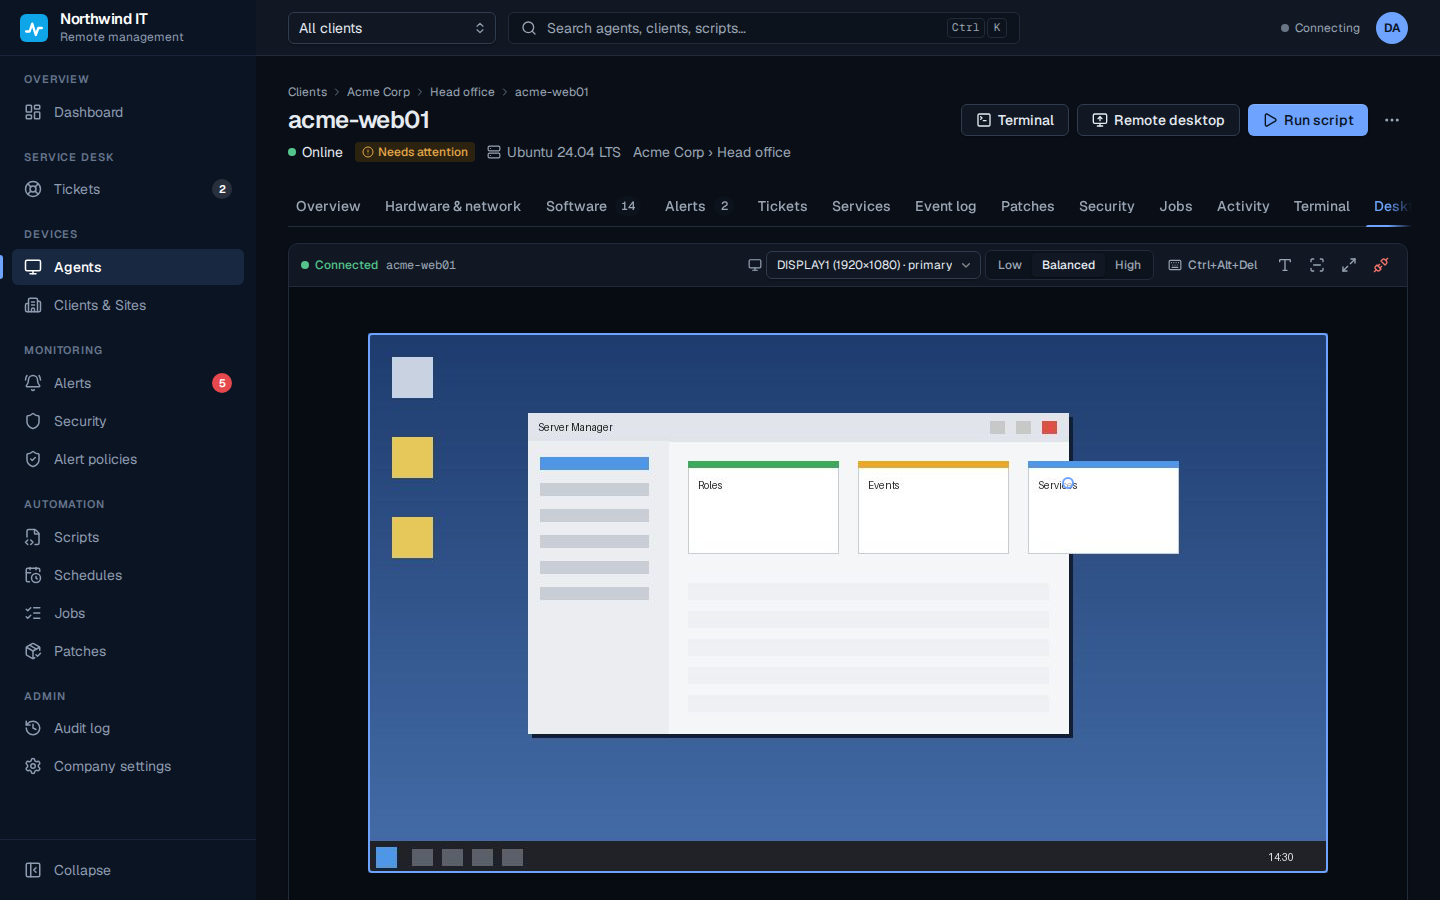 Northwind IT
Remote management
All clients
Search agents, clients, scripts...
Ctrl K
Connecting
DA
OVERVIEW
Dashboard
SERVICE DESK
Tickets 2
DEVICES
Agents
Clients & Sites
MONITORING
Alerts 5
Security
Alert policies
AUTOMATION
Scripts
Schedules
Jobs
Patches
ADMIN
Audit log
Company settings
Collapse
Clients > Acme Corp > Head office > acme-web01
acme-web01
Terminal
Remote desktop
Run script
Online
Needs attention
Ubuntu 24.04 LTS
Acme Corp › Head office
Overview
Hardware & network
Software 14
Alerts 2
Tickets
Services
Event log
Patches
Security
Jobs
Activity
Terminal
Desk
Connected acme-web01
DISPLAY1 (1920×1080) · primary
Low
Balanced
High
Ctrl+Alt+Del
Server Manager
Roles
Events
Services
14:30